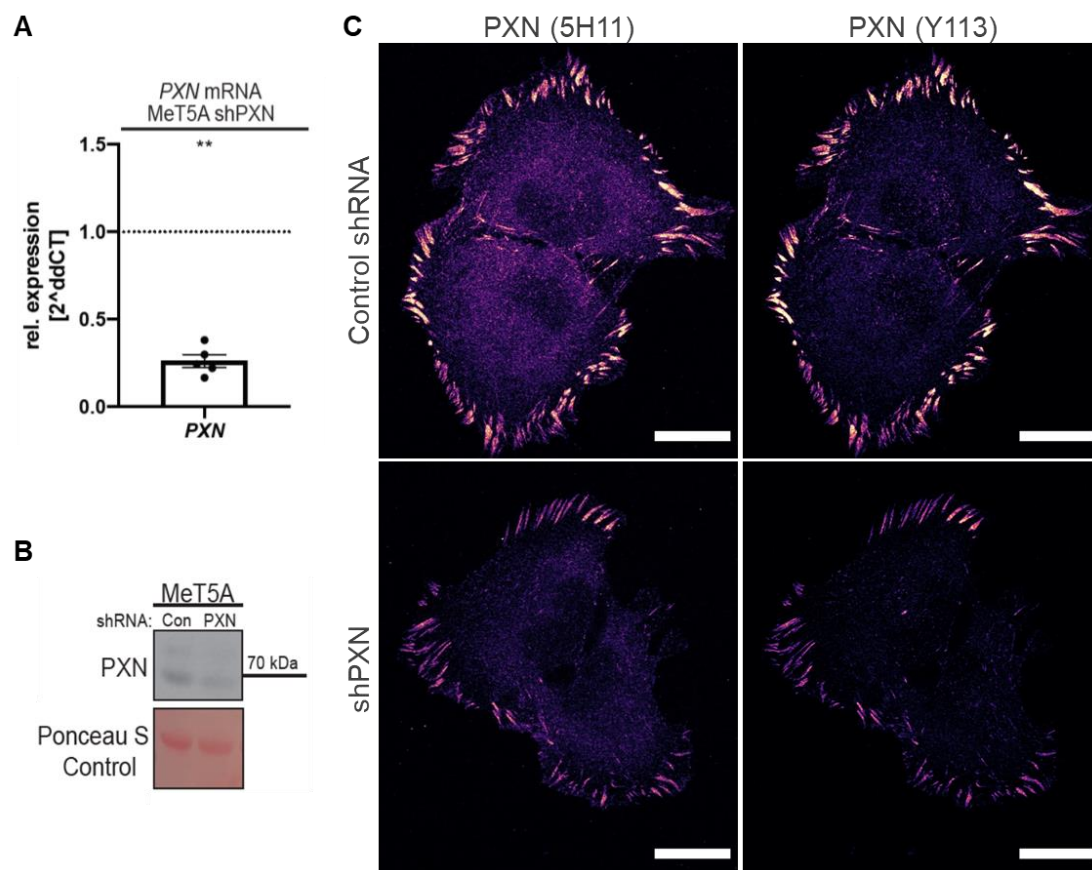 A
PXN mRNA
MeT5A shPXN
**
1.5
1.0
0.5
0.0
rel. expression
[2^ddCT]
PXN
B
MeT5A
shRNA: Con PXN
PXN
70 kDa
Ponceau S
Control
C
PXN (5H11)
PXN (Y113)
Control shRNA
shPXN